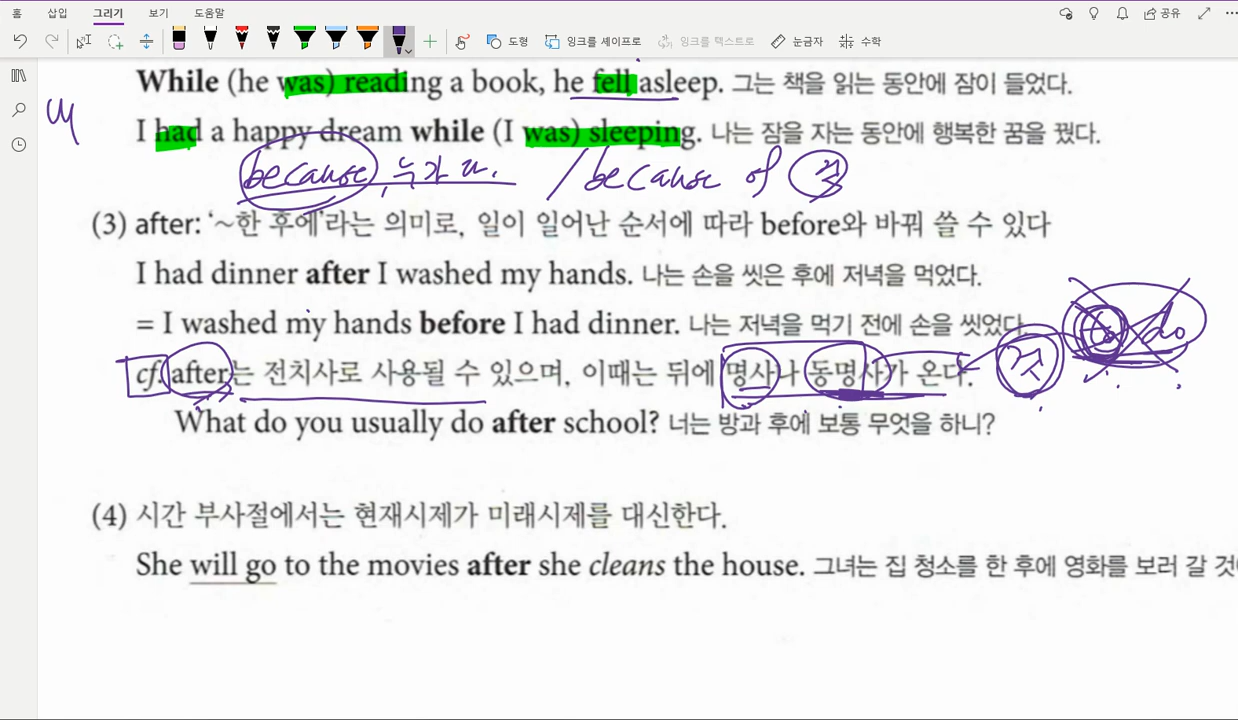 홈 삽입 그리기 보기 도움말 공유
도형 잉크를 셰이프로 잉크를 텍스트로 눈금자 수학
While (he was) reading a book, he fell asleep. 그는 책을 읽는 동안에 잠이 들었다.
I had a happy dream while (I was) sleeping. 나는 잠을 자는 동안에 행복한 꿈을 꿨다.
because, 누가 다. / because of
(3) after: ‘~한 후에’라는 의미로, 일이 일어난 순서에 따라 before와 바꿔 쓸 수 있다
I had dinner after I washed my hands. 나는 손을 씻은 후에 저녁을 먹었다.
= I washed my hands before I had dinner. 나는 저녁을 먹기 전에 손을 씻었다.
to do
cf. after는 전치사로 사용될 수 있으며, 이때는 뒤에 명사나 동명사가 온다.
What do you usually do after school? 너는 방과 후에 보통 무엇을 하니?
(4) 시간 부사절에서는 현재시제가 미래시제를 대신한다.
She will go to the movies after she cleans the house. 그녀는 집 청소를 한 후에 영화를 보러 갈 것